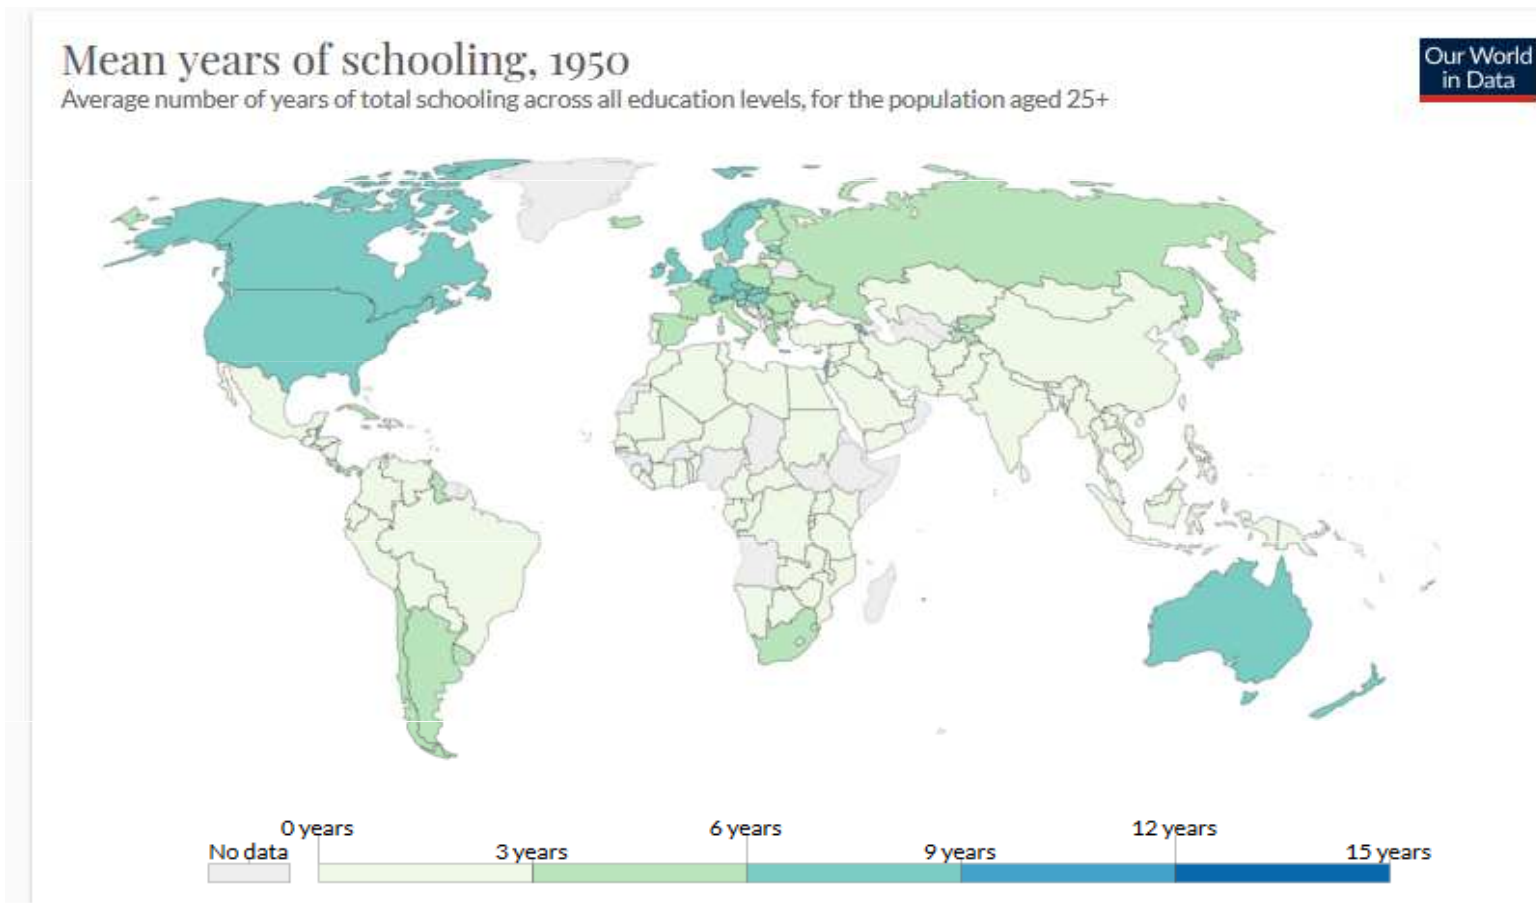 Mean years of schooling, 1950
Average number of years of total schooling across all education levels, for the population aged 25+
Our World
in Data
0 years
6 years
12 years
No data
3 years
9 years
15 years